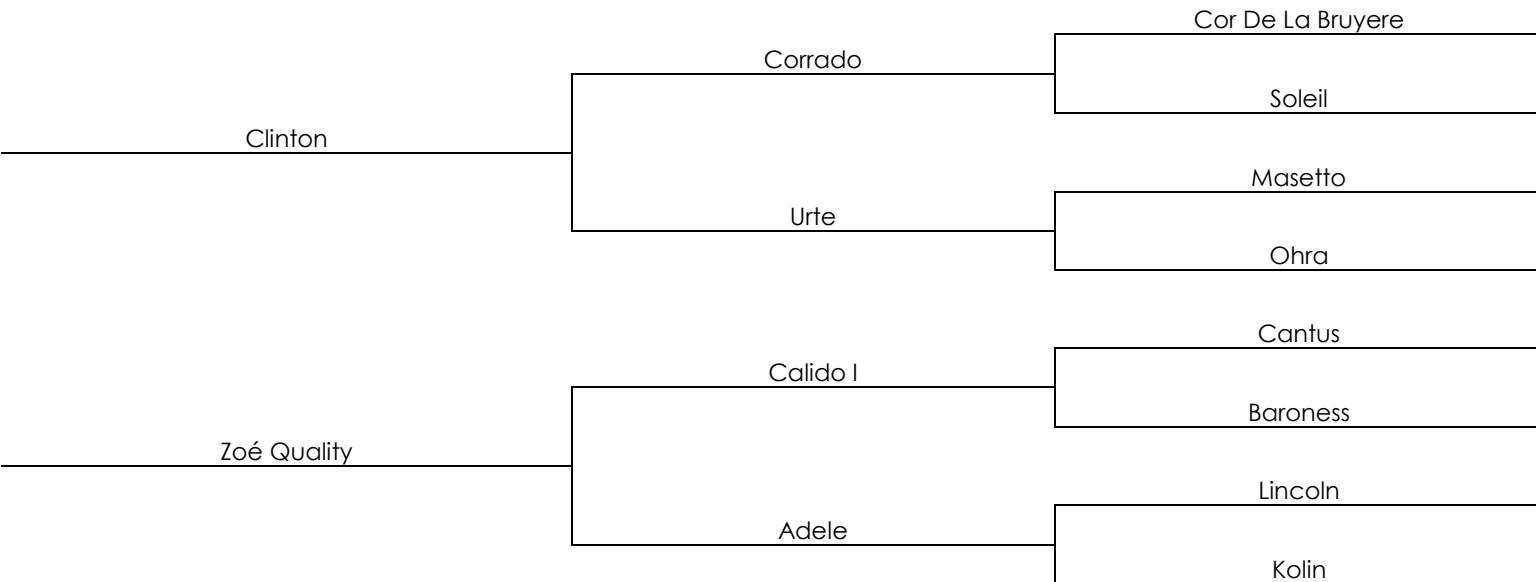 Cor De La Bruyere
Corrado
Soleil
Clinton
Masetto
Urte
Ohra
Cantus
Calido I
Baroness
Zoé Quality
Lincoln
Adele
Kolin